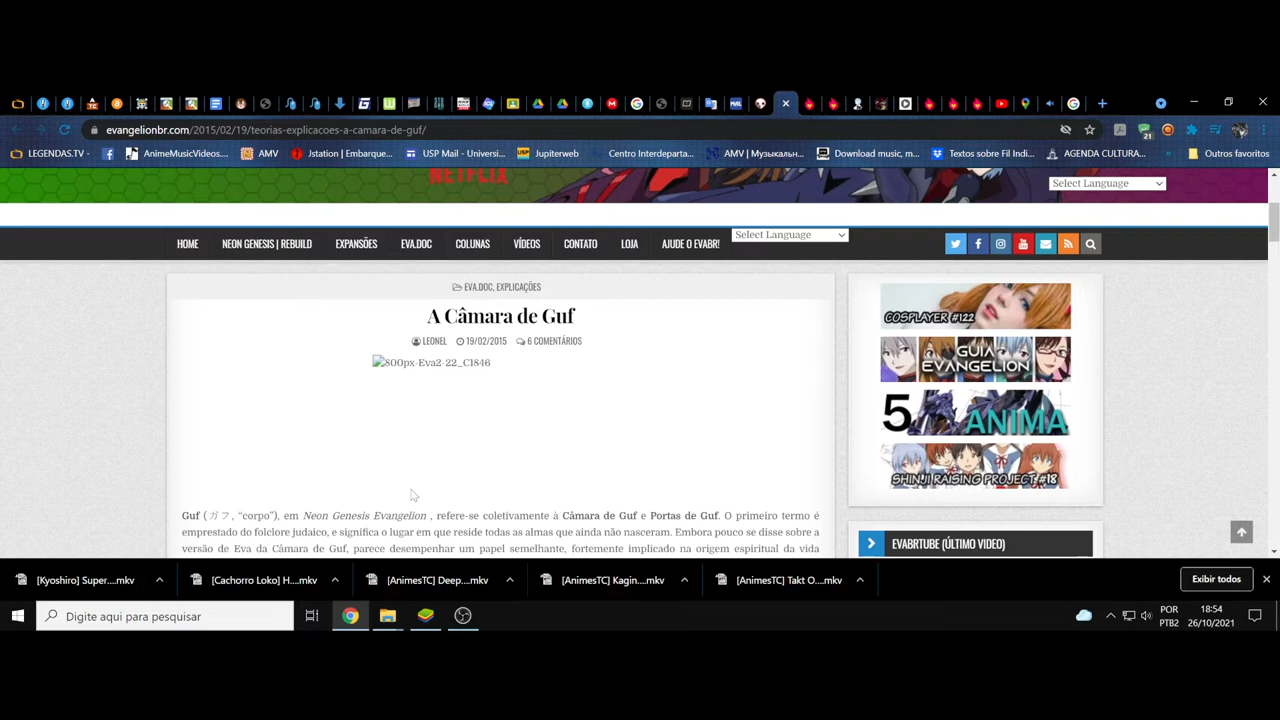 evangelionbr.com/2015/02/19/teorias-explicacoes-a-camara-de-guf/
21
LEGENDAS.TV -
AnimeMusicVideos....
AMV
Jstation | Embarque...
USP Mail - Universi...
Jupiterweb
Centro Interdeparta...
AMV | Музыкальн...
Download music, m...
Textos sobre Fil Indi...
AGENDA CULTURA...
»
Outros favoritos
NETFLIX
Select Language
HOME
NEON GENESIS | REBUILD
EXPANSÕES
EVA.DOC
COLUNAS
VÍDEOS
CONTATO
LOJA
AJUDE O EVABR!
Select Language
EVA.DOC, EXPLICAÇÕES
A Câmara de Guf
LEONEL 19/02/2015 6 COMENTÁRIOS
800px-Eva2-22_C1846
Guf (ガフ, “corpo”), em Neon Genesis Evangelion , refere-se coletivamente à Câmara de Guf e Portas de Guf. O primeiro termo é
emprestado do folclore judaico, e significa o lugar em que reside todas as almas que ainda não nasceram. Embora pouco se disse sobre a
versão de Eva da Câmara de Guf, parece desempenhar um papel semelhante, fortemente implicado na origem espiritual da vida
COSPLAYER #122
GUIA
EVANGELION
5 ANIMA
SHINJI RAISING PROJECT #18
EVABRTUBE (ÚLTIMO VIDEO)
[Kyoshiro] Super....mkv
[Cachorro Loko] H....mkv
[AnimesTC] Deep....mkv
[AnimesTC] Kagin....mkv
[AnimesTC] Takt O....mkv
Exibir todos
Digite aqui para pesquisar
POR
PTB2
18:54
26/10/2021